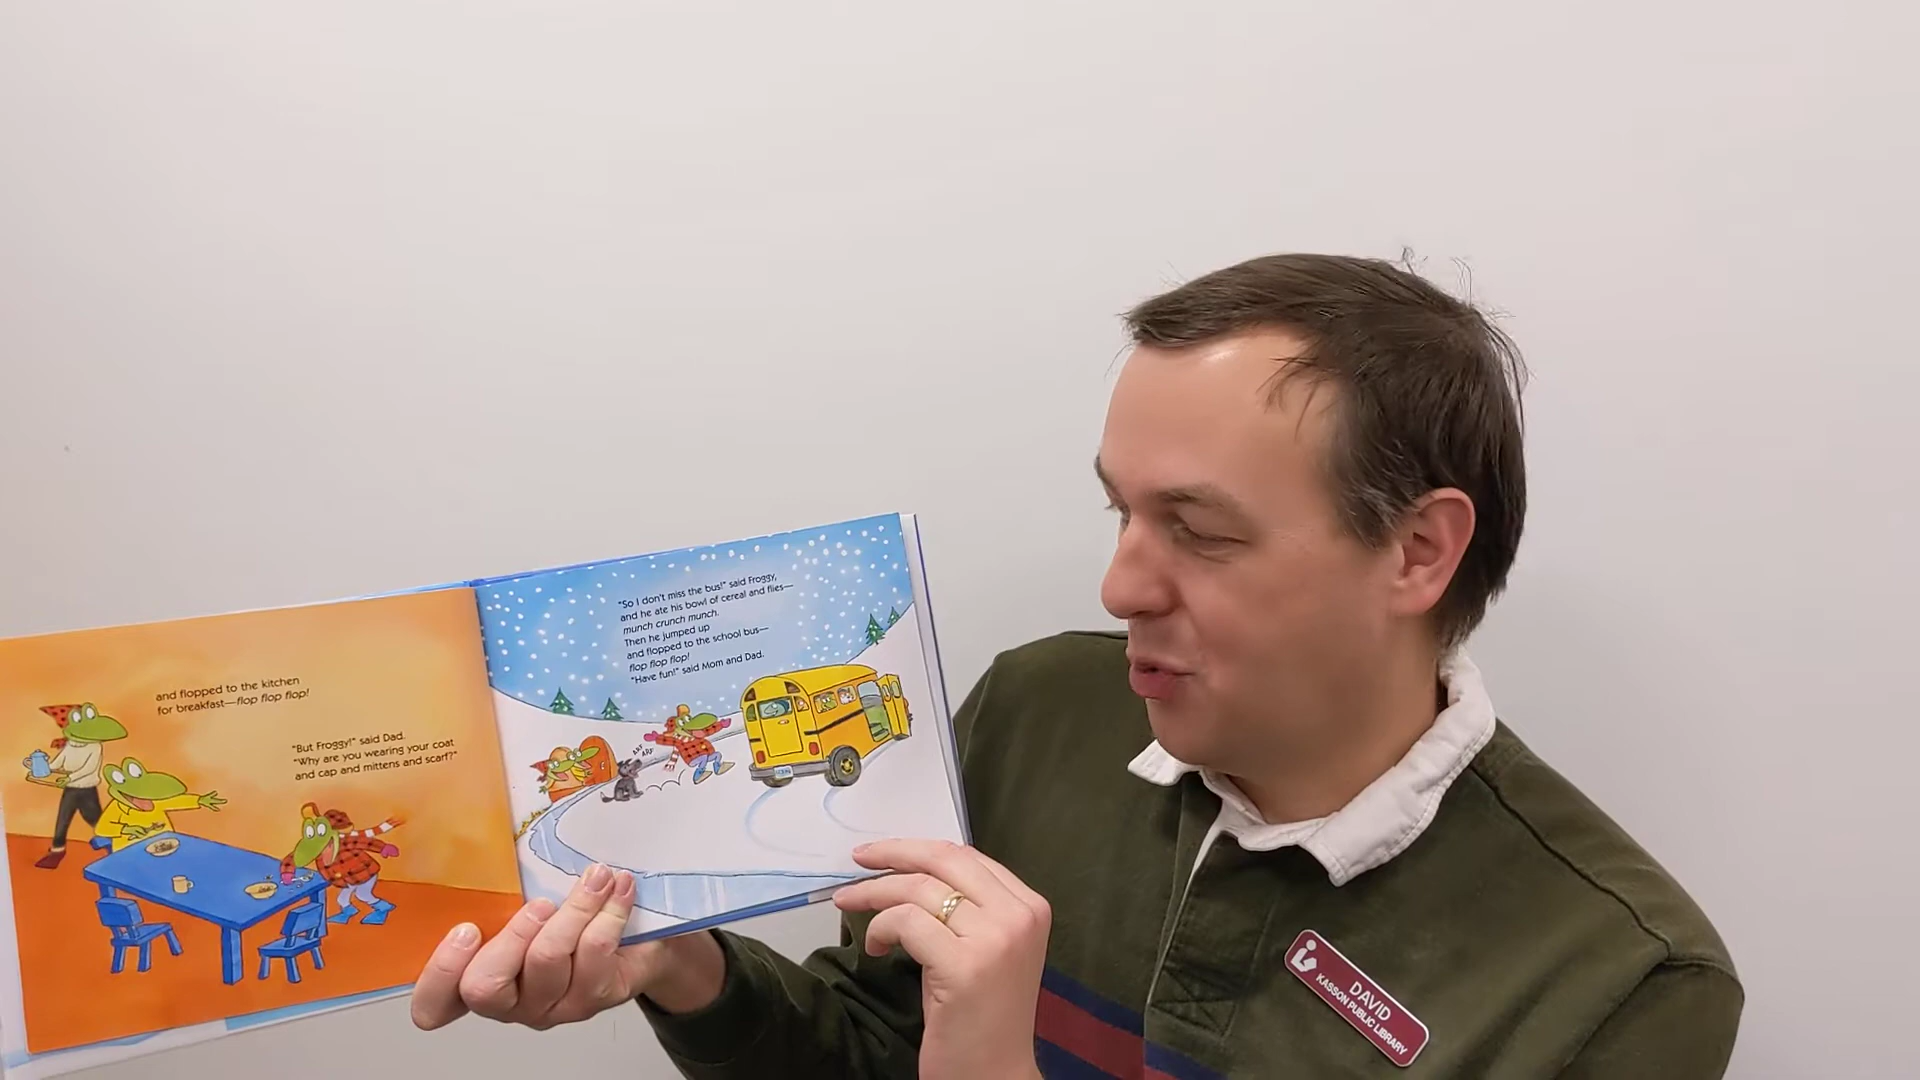 and flopped to the kitchen
for breakfast—flop flop flop!
"But Froggy!" said Dad.
"Why are you wearing your coat
and cap and mittens and scarf?"
"So I don't miss the bus!" said Froggy,
and he ate his bowl of cereal and flies—
munch crunch munch.
Then he jumped up
and flopped to the school bus—
flop flop flop!
"Have fun!" said Mom and Dad.
ARF
ARF
DAVID
KASSON PUBLIC LIBRARY